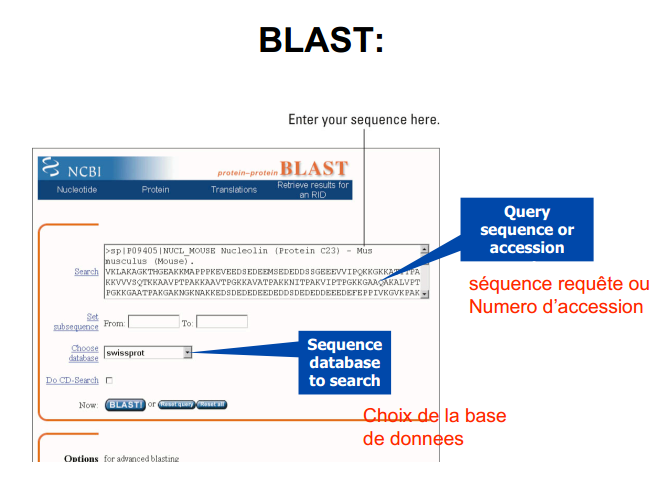 BLAST:
Enter your sequence here.
NCBI
protein-protein BLAST
Nucleotide Protein Translations Retrieve results for an RID
Query
sequence or
accession
>sp|P09405|NUCL_MOUSE Nucleolin (Protein C23) - Mus
musculus (Mouse).
Search VKLAKAGKTHGEAKKMAPPPKEVEEDSEDEEMSEDEDDSSGEEEVVIPQKKGKKATTTPA
KKVVVSQTKKAAVPTPAKKAAVTPGKKAVATPAKKNITPAKVIPTPGKKGAAQAKALVPT
PGKKGAATPAKGAKNGKNAKKEDSDEDEDEEDEDDSDEDEDDEEEDEFEPPIVKGVKPAK
séquence requête ou
Numero d'accession
Set
subsequence From: To:
Choose
database swissprot
Sequence
database
to search
Do CD-Search
Now: BLAST! or Reset query Reset all
Choix de la base
de donnees
Options for advanced blasting